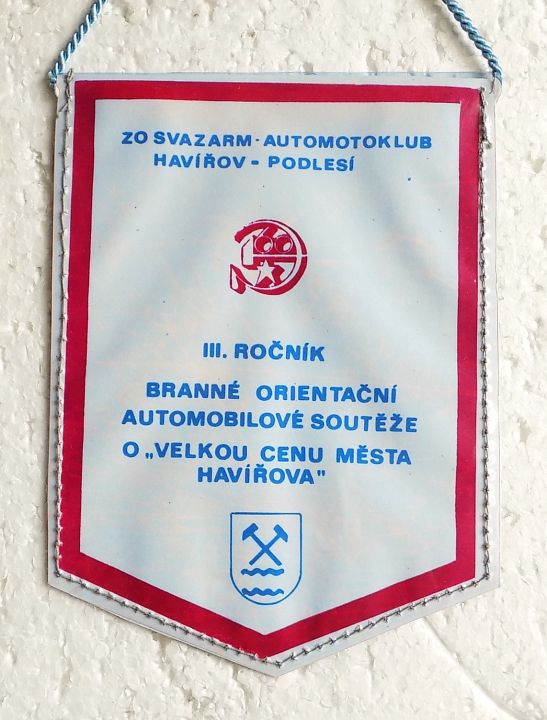 ZO SVAZARM - AUTOMOTOKLUB
HAVÍŘOV - PODLESÍ
III. ROČNÍK
BRANNÉ ORIENTAČNÍ
AUTOMOBILOVÉ SOUTĚŽE
O „VELKOU CENU MĚSTA
HAVÍŘOVA"